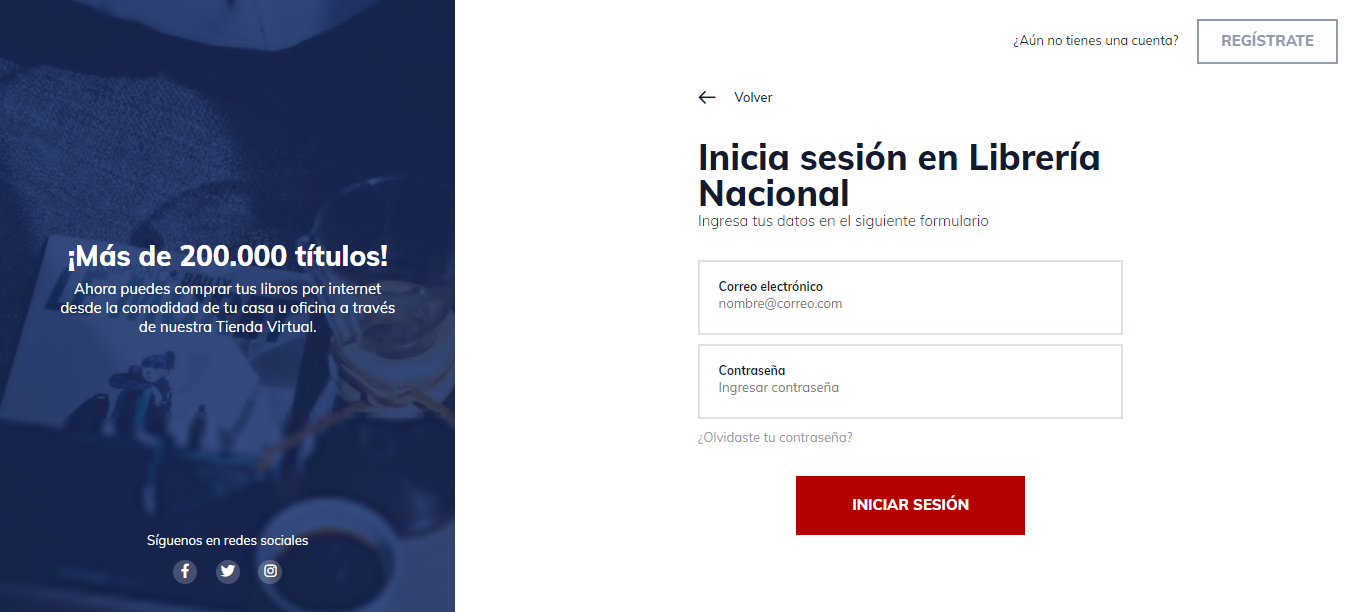 ¿Aún no tienes una cuenta?
REGÍSTRATE
Volver
Inicia sesión en Librería
Nacional
Ingresa tus datos en el siguiente formulario
Correo electrónico
nombre@correo.com
Contraseña
Ingresar contraseña
¿Olvidaste tu contraseña?
INICIAR SESIÓN
¡Más de 200.000 títulos!
Ahora puedes comprar tus libros por internet
desde la comodidad de tu casa u oficina a través
de nuestra Tienda Virtual.
Síguenos en redes sociales